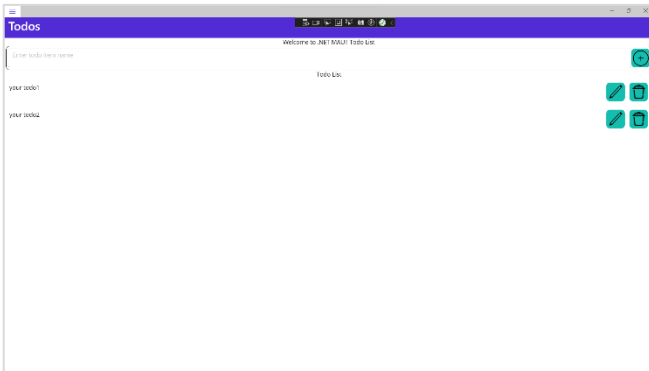 Todos
Welcome to .NET MAUI Todo List
Enter todo item name
Todo List
your todo1
your todo2